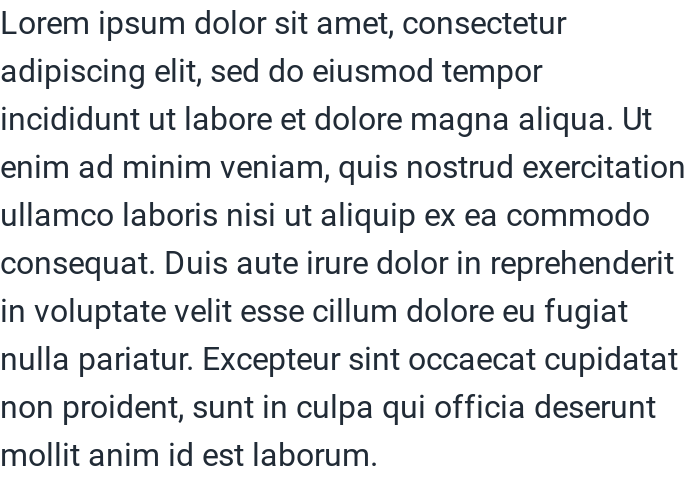 Lorem ipsum dolor sit amet, consectetur
adipiscing elit, sed do eiusmod tempor
incididunt ut labore et dolore magna aliqua. Ut
enim ad minim veniam, quis nostrud exercitation
ullamco laboris nisi ut aliquip ex ea commodo
consequat. Duis aute irure dolor in reprehenderit
in voluptate velit esse cillum dolore eu fugiat
nulla pariatur. Excepteur sint occaecat cupidatat
non proident, sunt in culpa qui officia deserunt
mollit anim id est laborum.